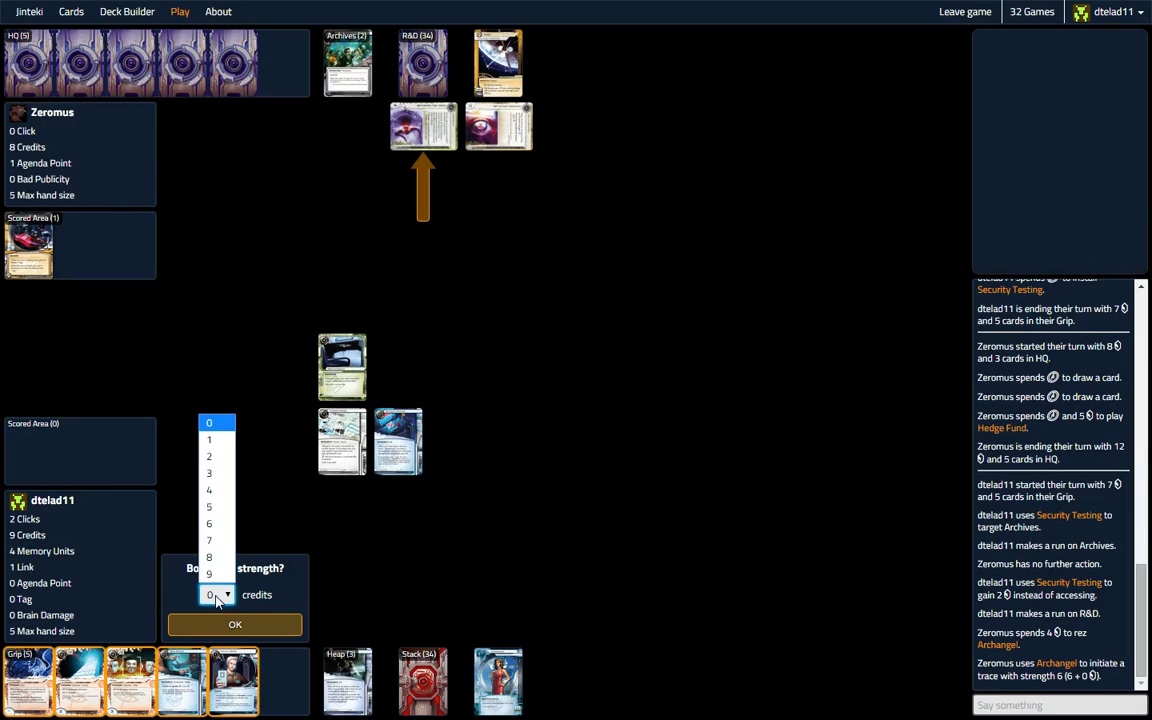 Jinteki
Cards
Deck Builder
Play
About
Leave game
32 Games
dtelad11
HQ (5)
Archives (2)
R&D (34)
Zeromus
0 Click
8 Credits
1 Agenda Point
0 Bad Publicity
5 Max hand size
Scored Area (1)
Scored Area (0)
dtelad11
2 Clicks
9 Credits
4 Memory Units
1 Link
0 Agenda Point
0 Tag
0 Brain Damage
5 Max hand size
0
1
2
3
4
5
6
7
8
9
strength?
0
credits
OK
Grip (5)
Heap (3)
Stack (34)
Security Testing.
dtelad11 is ending their turn with 7
and 5 cards in their Grip.
Zeromus started their turn with 8
and 3 cards in HQ.
Zeromus spends to draw a card.
Zeromus spends to draw a card.
Zeromus spends and 5 to play
Hedge Fund.
Zeromus is ending their turn with 12
and 5 cards in HQ.
dtelad11 started their turn with 7
and 5 cards in their Grip.
dtelad11 uses Security Testing to
target Archives.
dtelad11 makes a run on Archives.
Zeromus has no further action.
dtelad11 uses Security Testing to
gain 2 instead of accessing.
dtelad11 makes a run on R&D.
Zeromus spends 4 to rez
Archangel.
Zeromus uses Archangel to initiate a
trace with strength 6 (6 + 0 ).
Say something